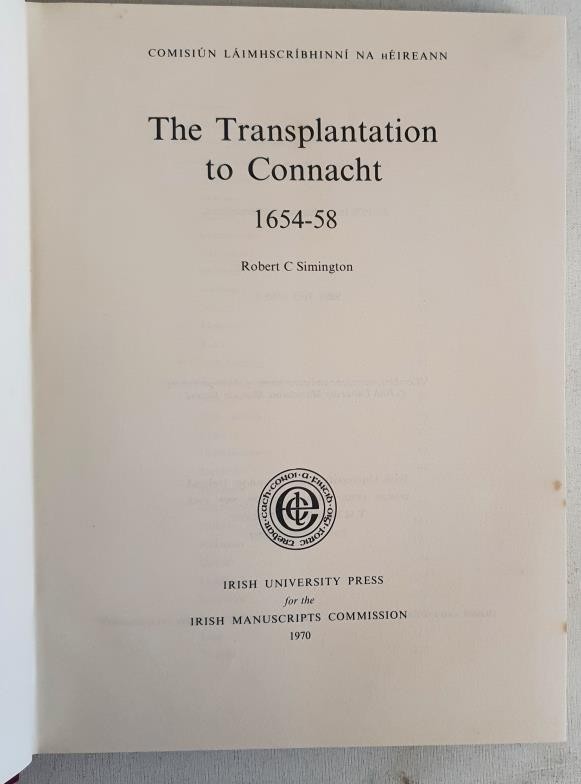 COMISIÚN LÁIMHSCRÍBHINNÍ NA hÉIREANN
The Transplantation
to Connacht
1654-58
Robert C Simington
IRISH UNIVERSITY PRESS
for the
IRISH MANUSCRIPTS COMMISSION
1970